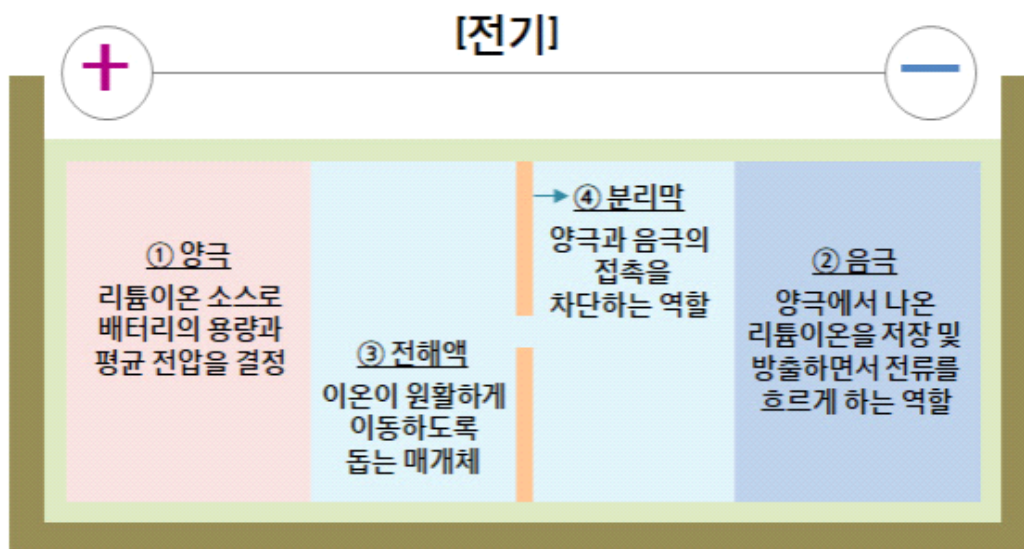 [전기]
+
−
① 양극
리튬이온 소스로
배터리의 용량과
평균 전압을 결정
③ 전해액
이온이 원활하게
이동하도록
돕는 매개체
④ 분리막
양극과 음극의
접촉을
차단하는 역할
② 음극
양극에서 나온
리튬이온을 저장 및
방출하면서 전류를
흐르게 하는 역할